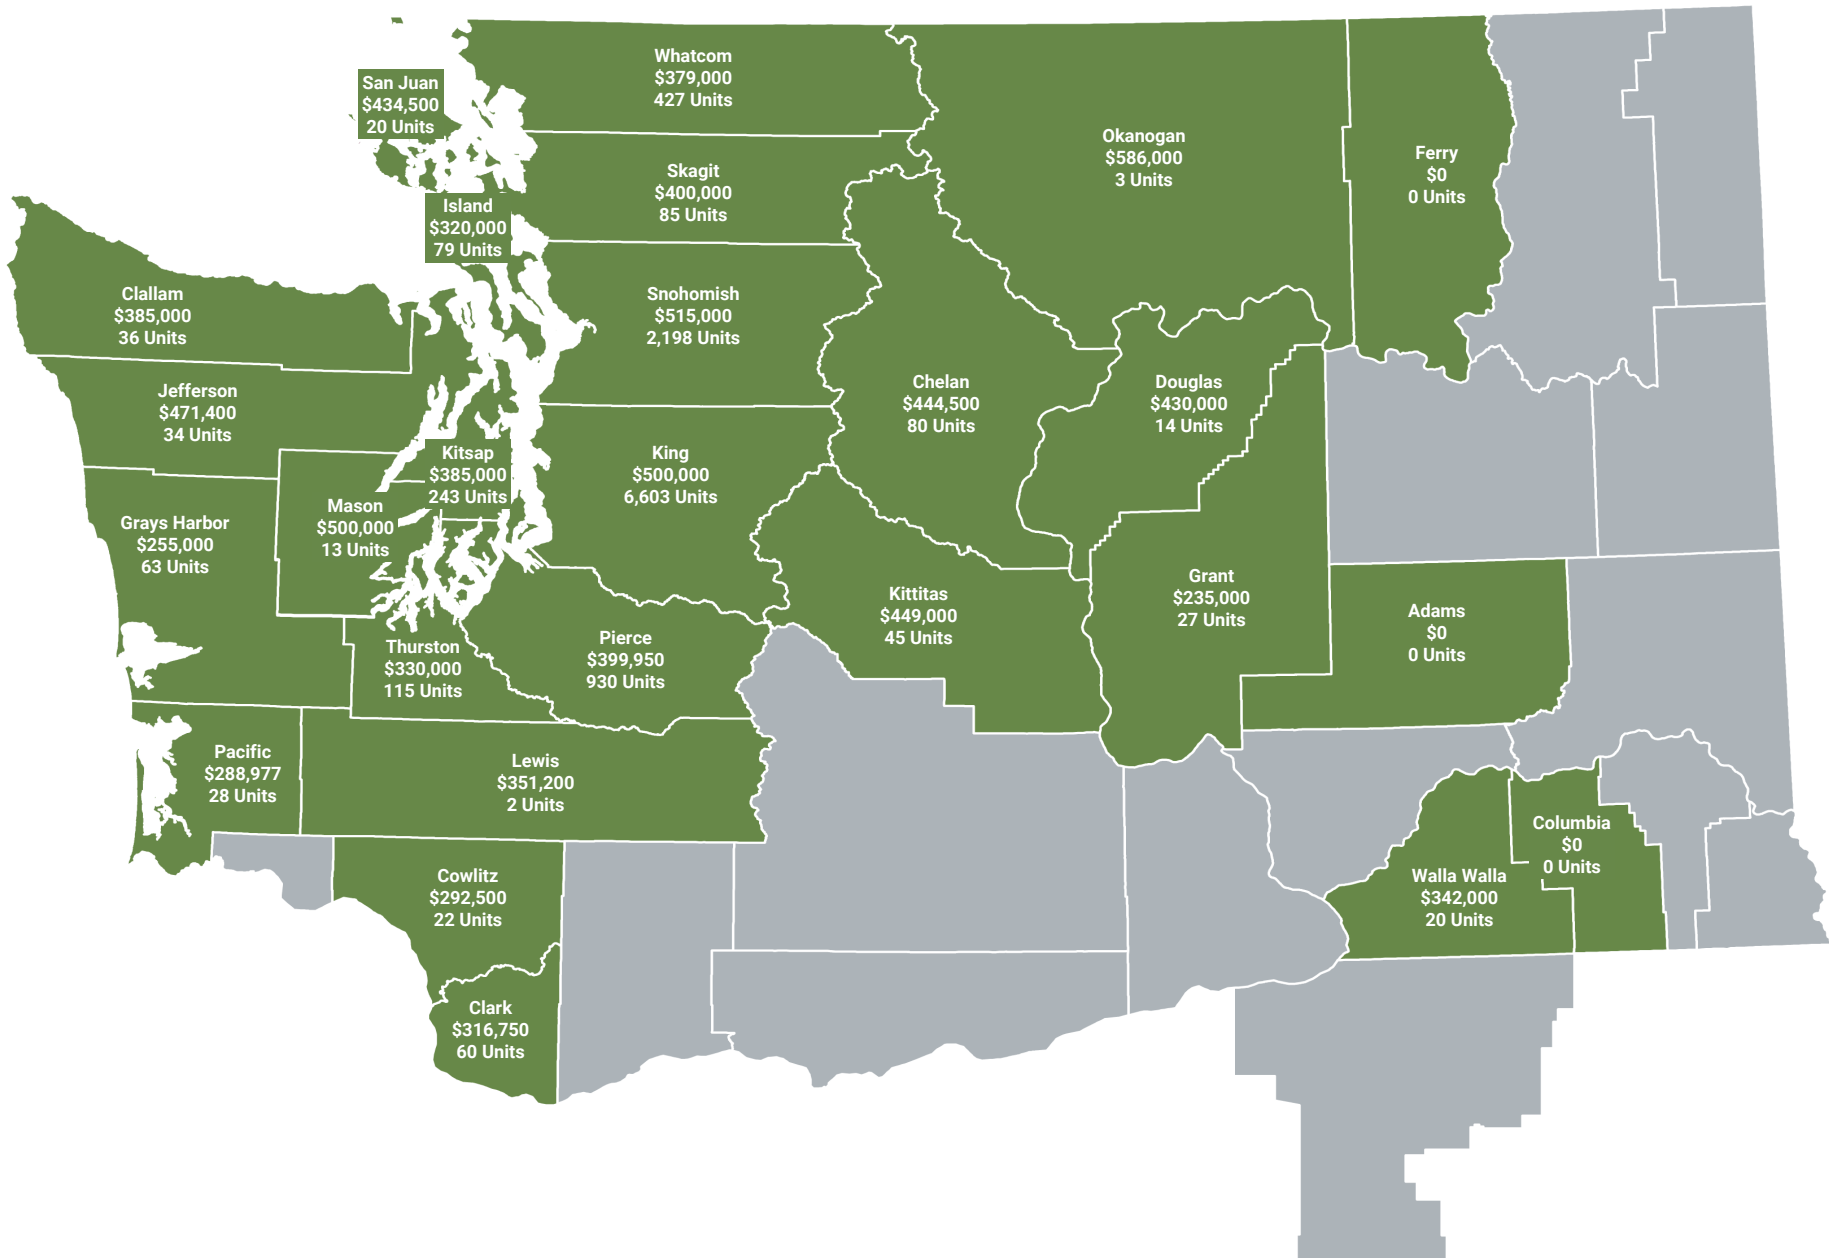 Whatcom
$379,000
427 Units
San Juan
$434,500
20 Units
Okanogan
$586,000
3 Units
Ferry
$0
0 Units
Skagit
$400,000
85 Units
Island
$320,000
79 Units
Clallam
$385,000
36 Units
Snohomish
$515,000
2,198 Units
Jefferson
$471,400
34 Units
Chelan
$444,500
80 Units
Douglas
$430,000
14 Units
Kitsap
$385,000
243 Units
King
$500,000
6,603 Units
Mason
$500,000
13 Units
Grays Harbor
$255,000
63 Units
Kittitas
$449,000
45 Units
Grant
$235,000
27 Units
Adams
$0
0 Units
Thurston
$330,000
115 Units
Pierce
$399,950
930 Units
Pacific
$288,977
28 Units
Lewis
$351,200
2 Units
Columbia
$0
0 Units
Cowlitz
$292,500
22 Units
Walla Walla
$342,000
20 Units
Clark
$316,750
60 Units